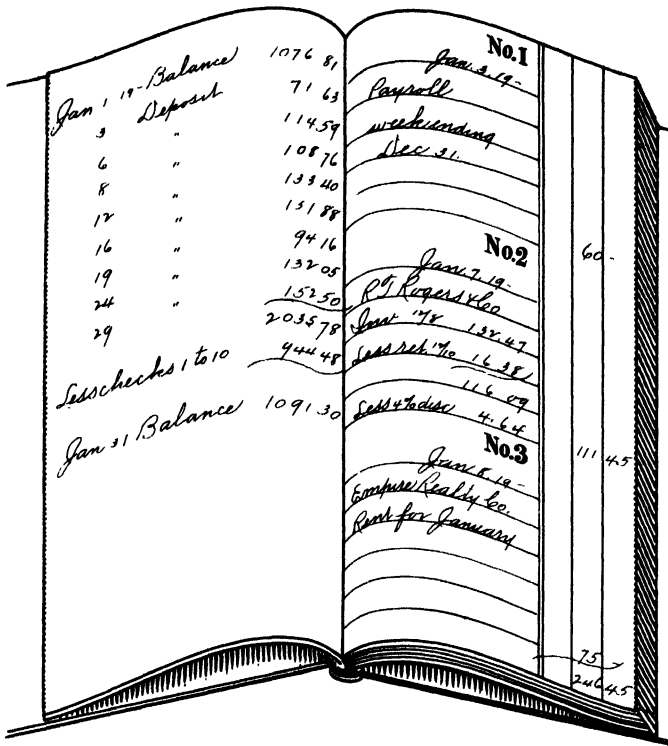 Jan 1 19- Balance 1076 81
3 Deposit 71 63
6 " 114.59
8 " 108 76
12 " 133 40
16 " 151 88
19 " 94 16
24 " 132 05
29 " 152 50
2035 78
Less checks 1 to 10 944 48
Jan 31 Balance 1091.30
No.1
Jan. 3, 19-
Payroll
week ending
Dec 31.
60-
No.2
Jan. 7, 19-
R J Rogers & Co
Inv 12/8 132.47
Less ret. 12/10 16 38
116 09
Less 4% disc 4.64
111 45
No.3
Jan 8, 19-
Empire Realty Co.
Rent for January
75-
246 45